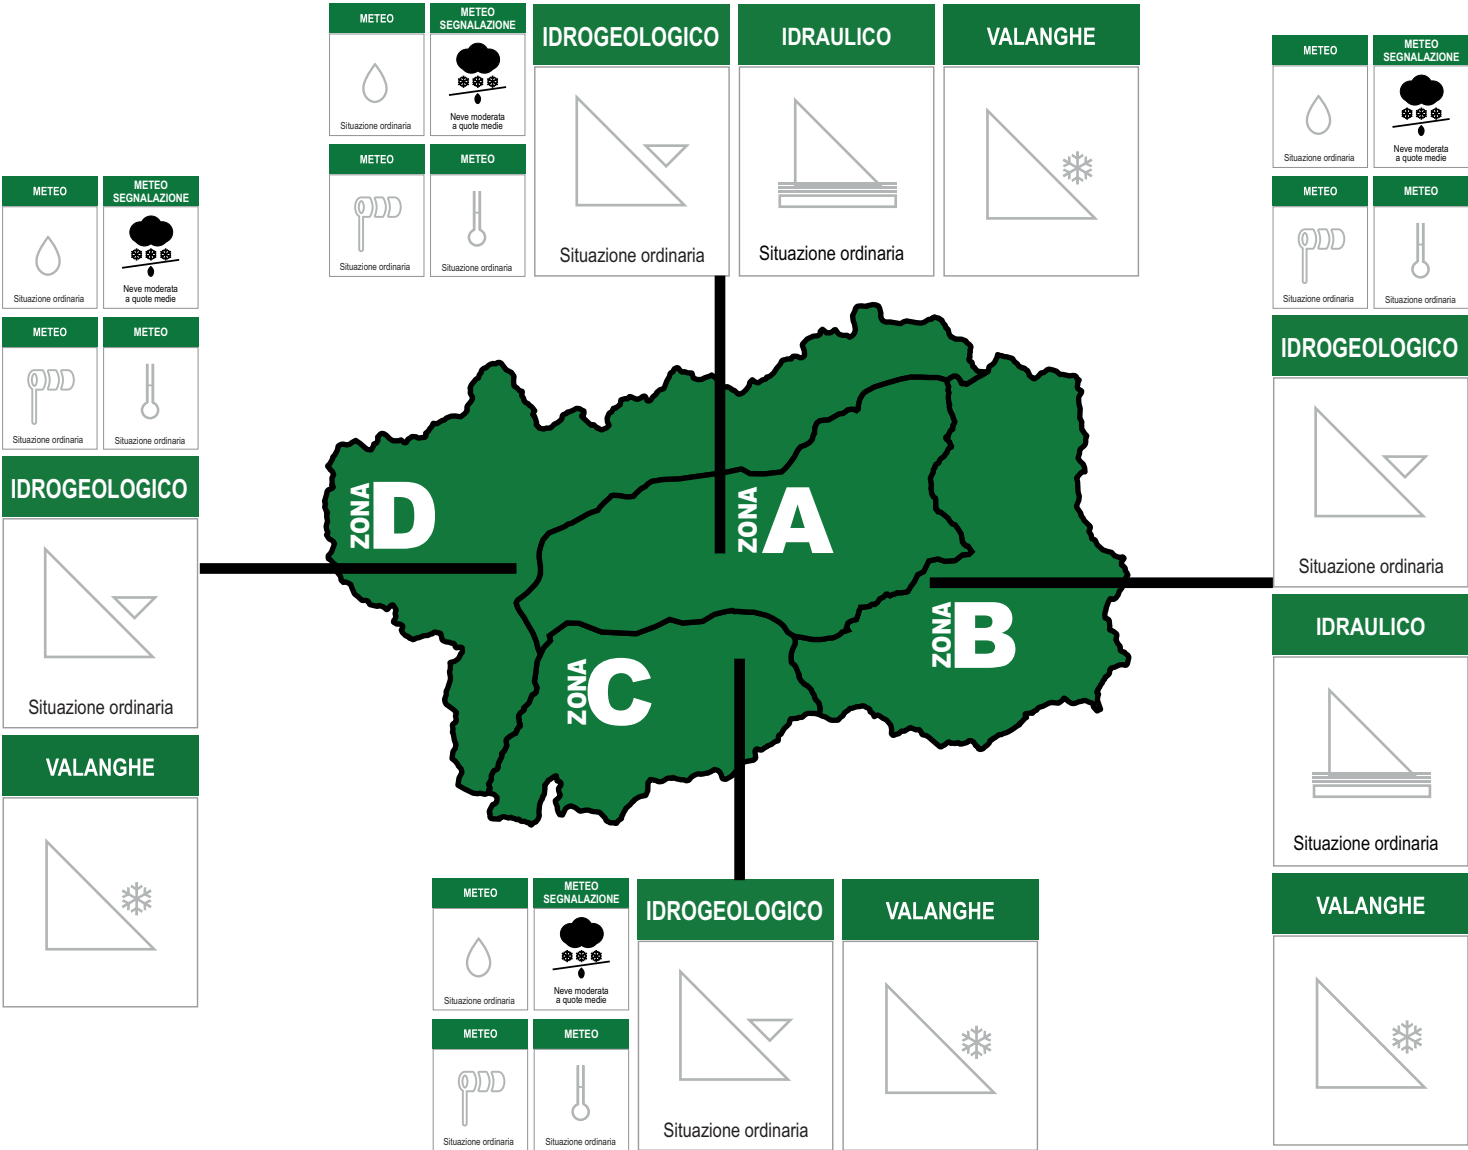 METEO
METEO
SEGNALAZIONE
Situazione ordinaria
Neve moderata
a quote medie
METEO
METEO
Situazione ordinaria
Situazione ordinaria
IDROGEOLOGICO
Situazione ordinaria
IDRAULICO
Situazione ordinaria
VALANGHE
METEO
METEO
SEGNALAZIONE
Situazione ordinaria
Neve moderata
a quote medie
METEO
METEO
Situazione ordinaria
Situazione ordinaria
IDROGEOLOGICO
Situazione ordinaria
IDRAULICO
Situazione ordinaria
VALANGHE
METEO
METEO
SEGNALAZIONE
Situazione ordinaria
Neve moderata
a quote medie
METEO
METEO
Situazione ordinaria
Situazione ordinaria
IDROGEOLOGICO
Situazione ordinaria
VALANGHE
ZONA D
ZONA A
ZONA B
ZONA C
METEO
METEO
SEGNALAZIONE
Situazione ordinaria
Neve moderata
a quote medie
METEO
METEO
Situazione ordinaria
Situazione ordinaria
IDROGEOLOGICO
Situazione ordinaria
VALANGHE